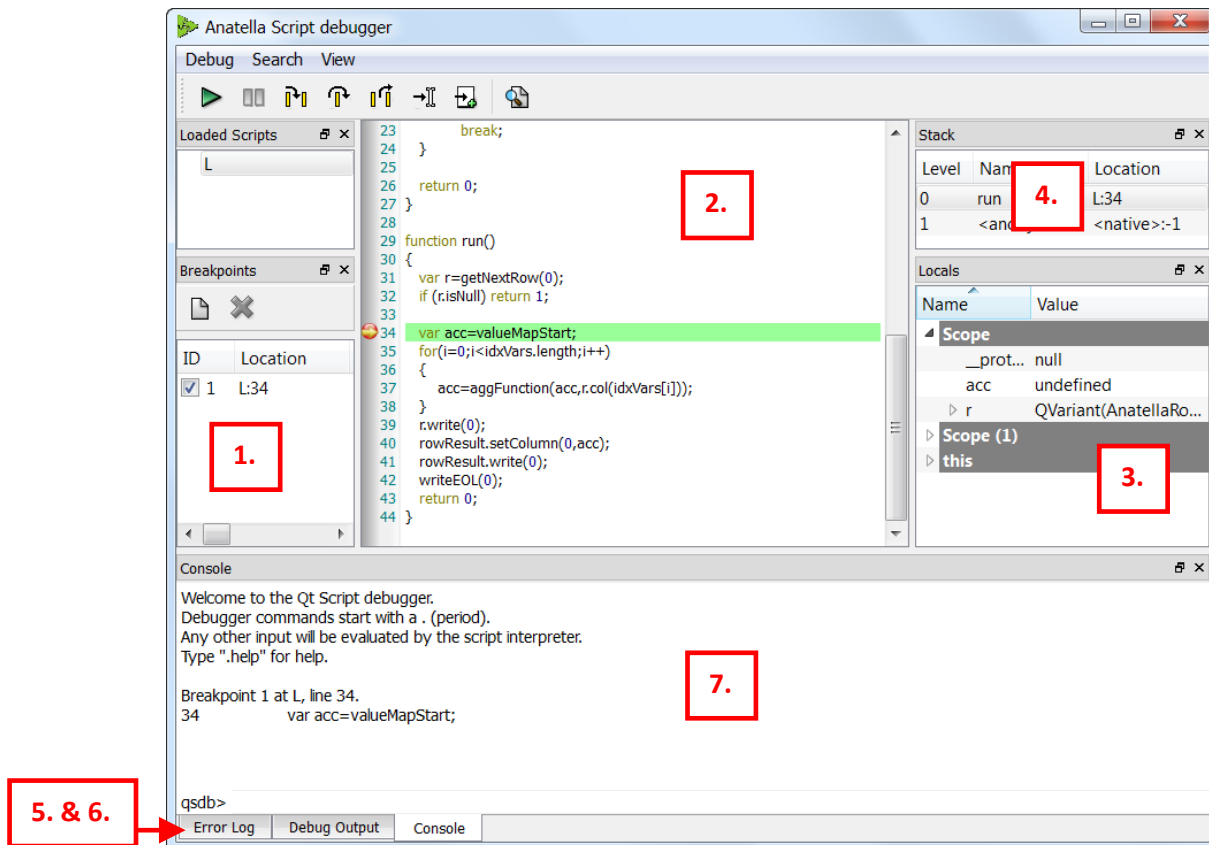 Anatella Script debugger
Debug Search View
Loaded Scripts
L
Breakpoints
ID Location
1 L:34
1.
23 break;
24 }
25
26 return 0;
27 }
28
29 function run()
30 {
31 var r=getNextRow(0);
32 if (r.isNull) return 1;
33
34 var acc=valueMapStart;
35 for(i=0;i<idxVars.length;i++)
36 {
37 acc=aggFunction(acc,r.col(idxVars[i]));
38 }
39 r.write(0);
40 rowResult.setColumn(0,acc);
41 rowResult.write(0);
42 writeEOL(0);
43 return 0;
44 }
2.
Stack
Level Nam Location
0 run L:34
1 <ano <native>:-1
4.
Locals
Name Value
Scope
__prot... null
acc undefined
r QVariant(AnatellaRo...
Scope (1)
this
3.
Console
Welcome to the Qt Script debugger.
Debugger commands start with a . (period).
Any other input will be evaluated by the script interpreter.
Type ".help" for help.
Breakpoint 1 at L, line 34.
34 var acc=valueMapStart;
7.
qsdb>
5. & 6.
Error Log Debug Output Console